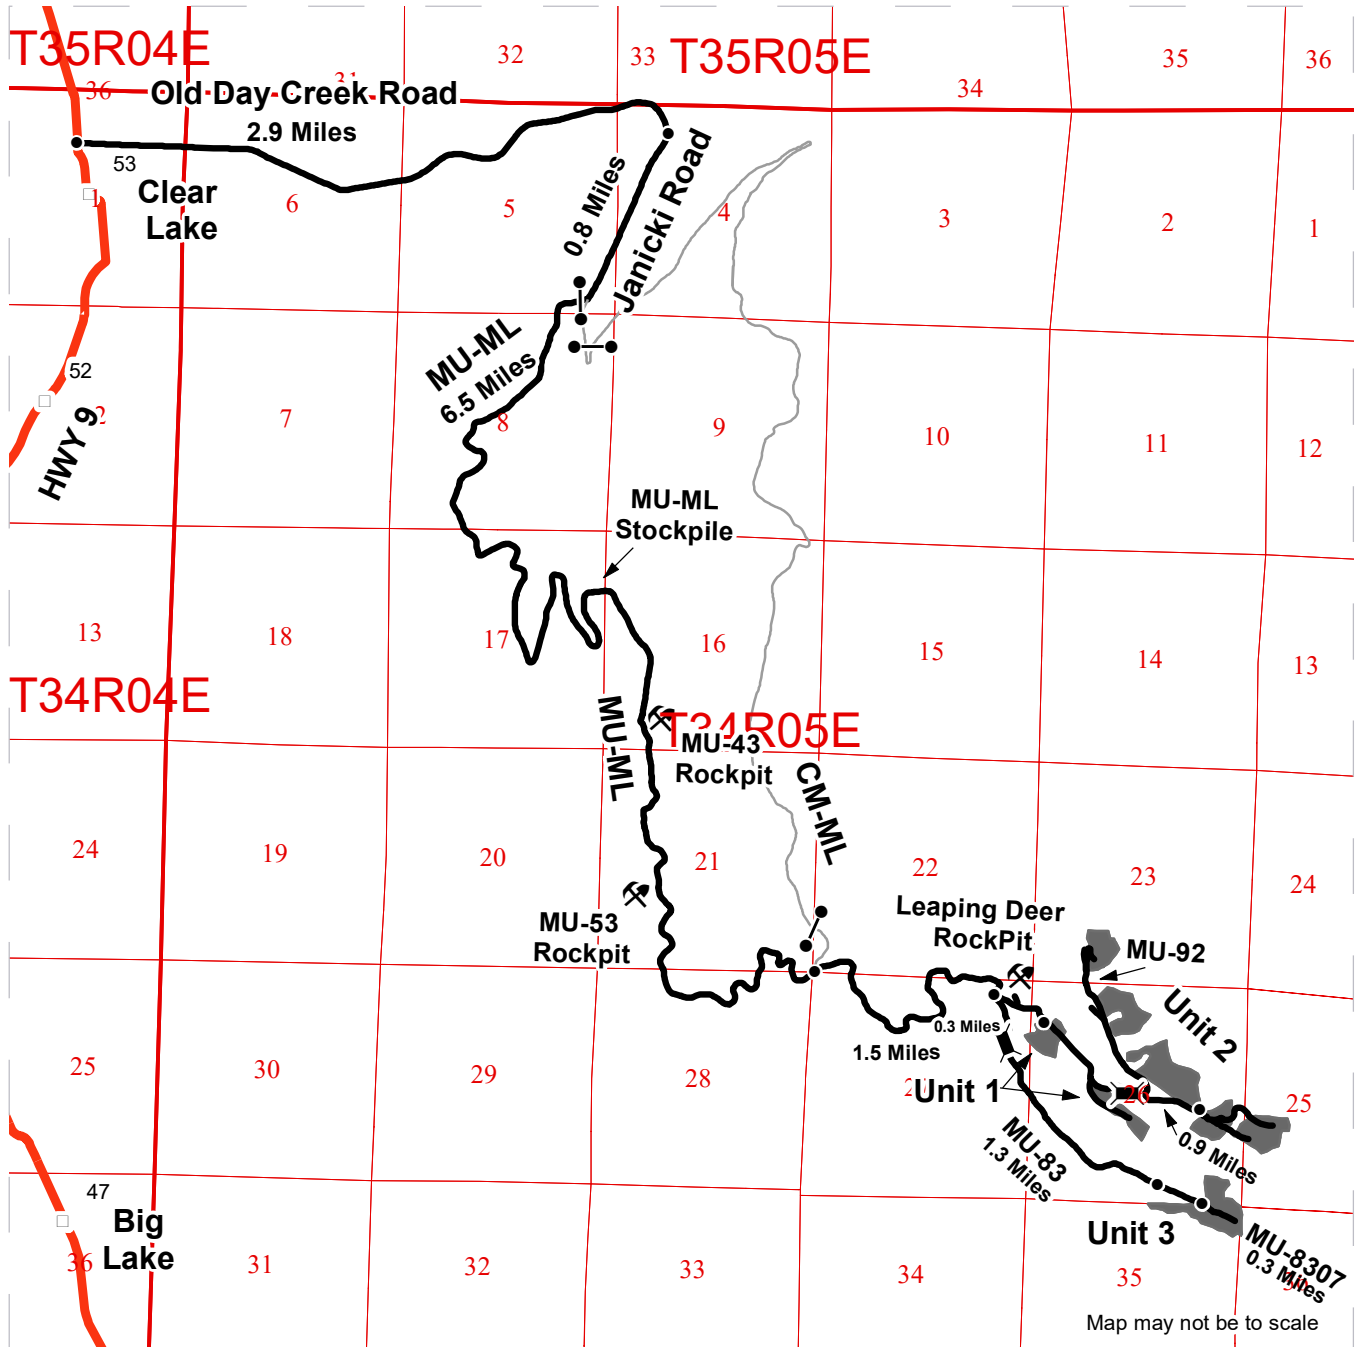 T35R04E
32
33
T35R05E
35
36
36
31
34
Old Day Creek Road
2.9 Miles
53
Clear
Lake
1
6
5
0.8 Miles
Janicki Road
4
3
2
1
MU-ML
6.5 Miles
52
HWY 9
7
8
9
10
11
12
MU-ML
Stockpile
13
18
17
16
15
14
13
T34R04E
T34R05E
MU-ML
MU-43
Rockpit
CM-ML
24
19
20
21
22
23
24
MU-53
Rockpit
Leaping Deer
RockPit
MU-92
Unit 2
0.3 Miles
1.5 Miles
25
30
29
28
Unit 1
26
25
0.9 Miles
MU-83
1.3 Miles
47
Big
Lake
36
31
32
33
34
Unit 3
35
MU-8307
0.3 Miles
Map may not be to scale